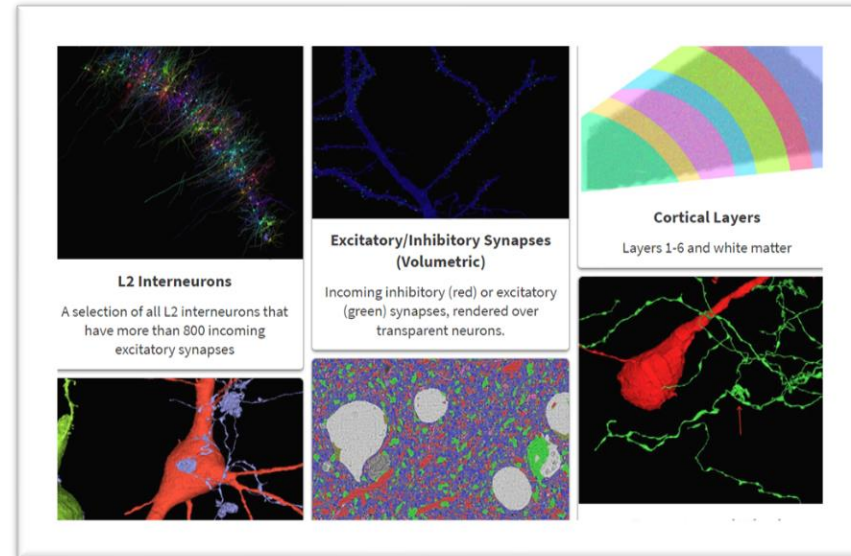 L2 Interneurons
A selection of all L2 interneurons that
have more than 800 incoming
excitatory synapses
Excitatory/Inhibitory Synapses
(Volumetric)
Incoming inhibitory (red) or excitatory
(green) synapses, rendered over
transparent neurons.
Cortical Layers
Layers 1-6 and white matter